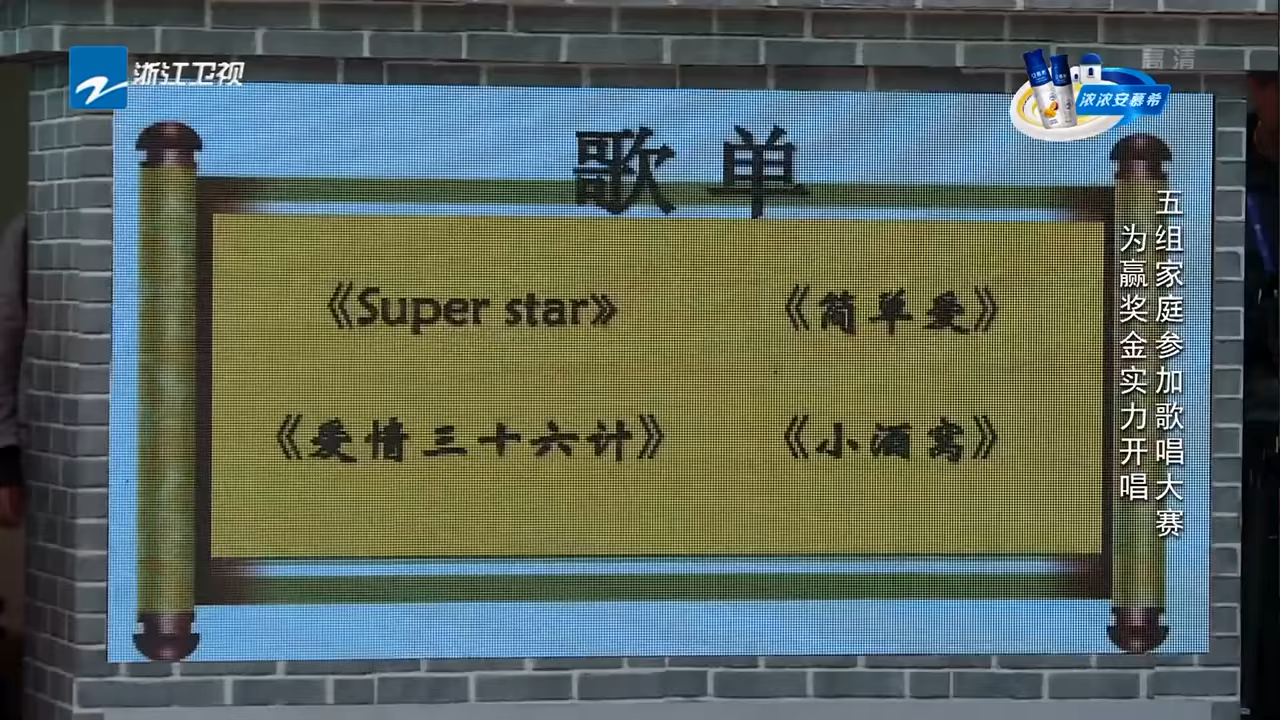 浙江卫视
高清
浓浓安慕希
歌单
《Super star》
《简单爱》
《爱情三十六计》
《小酒窝》
五组家庭参加歌唱大赛
为赢奖金实力开唱